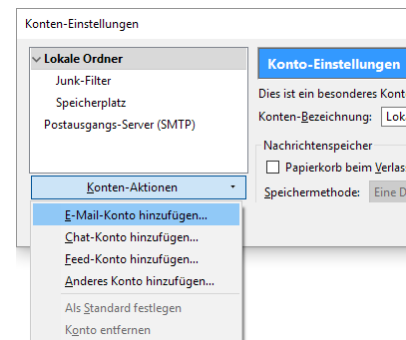 Konten-Einstellungen
Lokale Ordner
Junk-Filter
Speicherplatz
Postausgangs-Server (SMTP)
Konten-Aktionen
E-Mail-Konto hinzufügen...
Chat-Konto hinzufügen...
Feed-Konto hinzufügen...
Anderes Konto hinzufügen...
Als Standard festlegen
Konto entfernen
Konto-Einstellungen
Dies ist ein besonderes Kont
Konten-Bezeichnung: Lok
Nachrichtenspeicher
Papierkorb beim Verlas
Speichermethode: Eine D